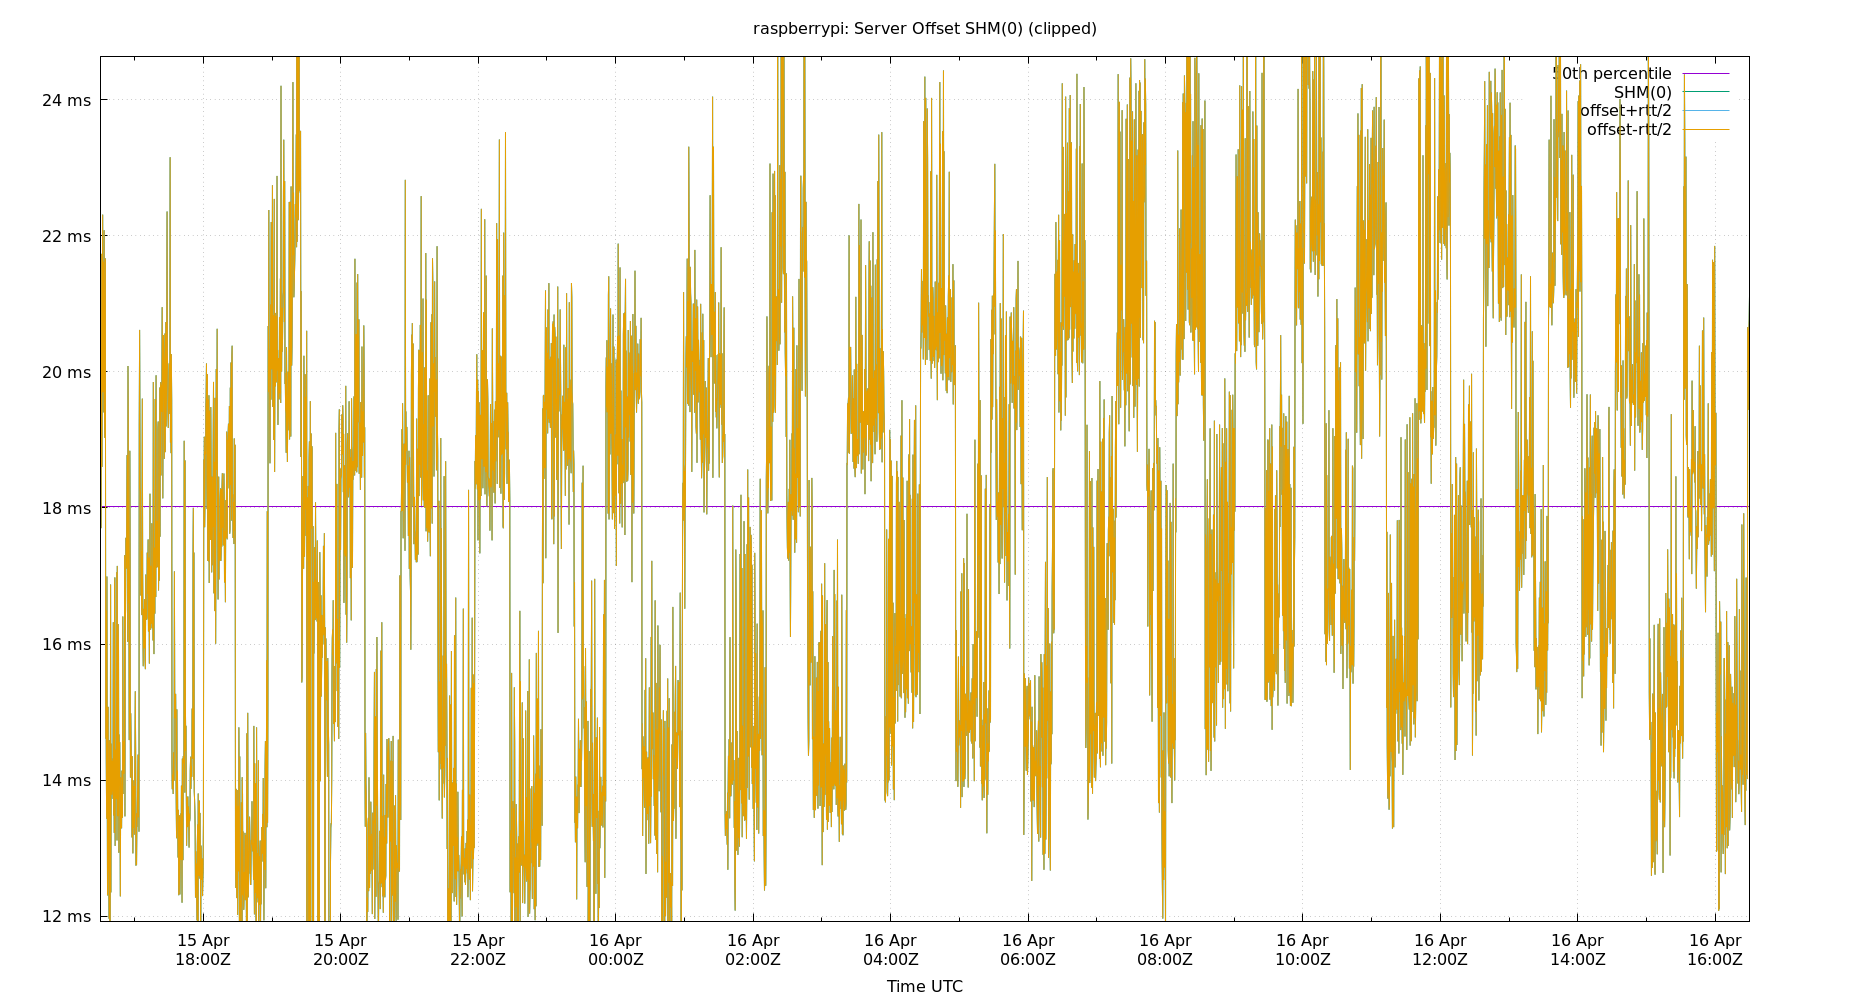 raspberrypi: Server Offset SHM(0) (clipped)
50th percentile
SHM(0)
offset+rtt/2
offset-rtt/2
24 ms
22 ms
20 ms
18 ms
16 ms
14 ms
12 ms
15 Apr 15 Apr 15 Apr 16 Apr 16 Apr 16 Apr 16 Apr 16 Apr 16 Apr 16 Apr 16 Apr 16 Apr
18:00Z 20:00Z 22:00Z 00:00Z 02:00Z 04:00Z 06:00Z 08:00Z 10:00Z 12:00Z 14:00Z 16:00Z
Time UTC